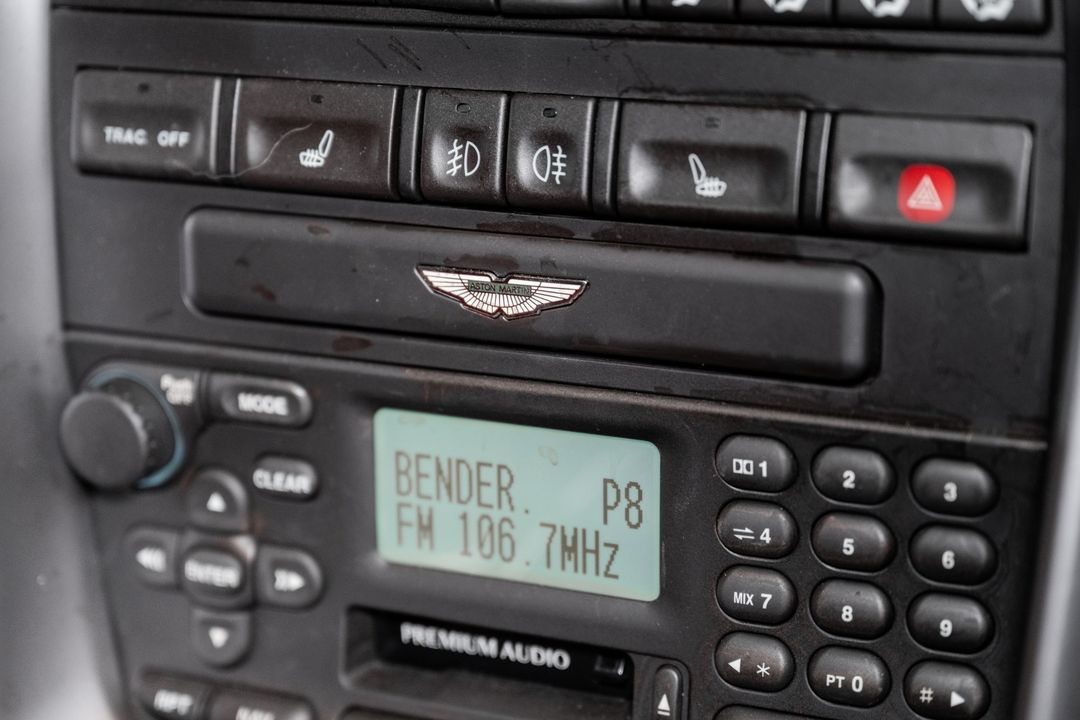 TRAC OFF
ASTON MARTIN
Push
MODE
CLEAR
ENTER
BENDER. P8
FM 106.7MHz
PREMIUM AUDIO
1 2 3
4 5 6
MIX 7 8 9
* PT 0 #